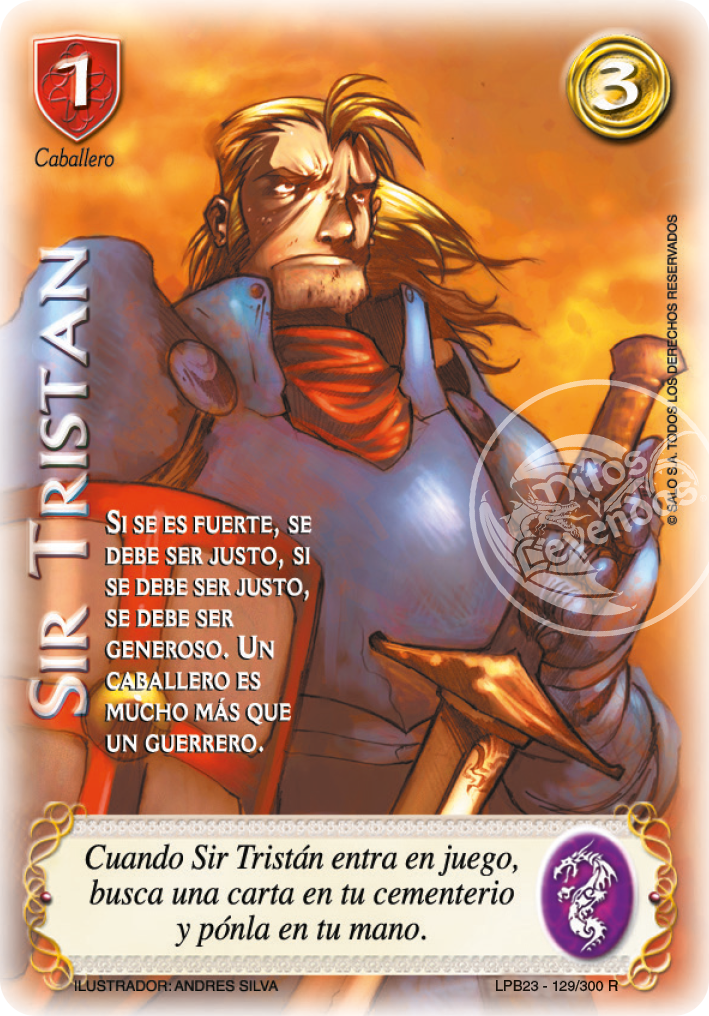 1
3
Caballero
SIR TRISTAN
© SALO S.A. TODOS LOS DERECHOS RESERVADOS
Mitos
y
Leyendas
SI SE ES FUERTE, SE
DEBE SER JUSTO, SI
SE DEBE SER JUSTO,
SE DEBE SER
GENEROSO. UN
CABALLERO ES
MUCHO MÁS QUE
UN GUERRERO.
Cuando Sir Tristán entra en juego,
busca una carta en tu cementerio
y pónla en tu mano.
ILUSTRADOR: ANDRES SILVA
LPB23 - 129/300 R